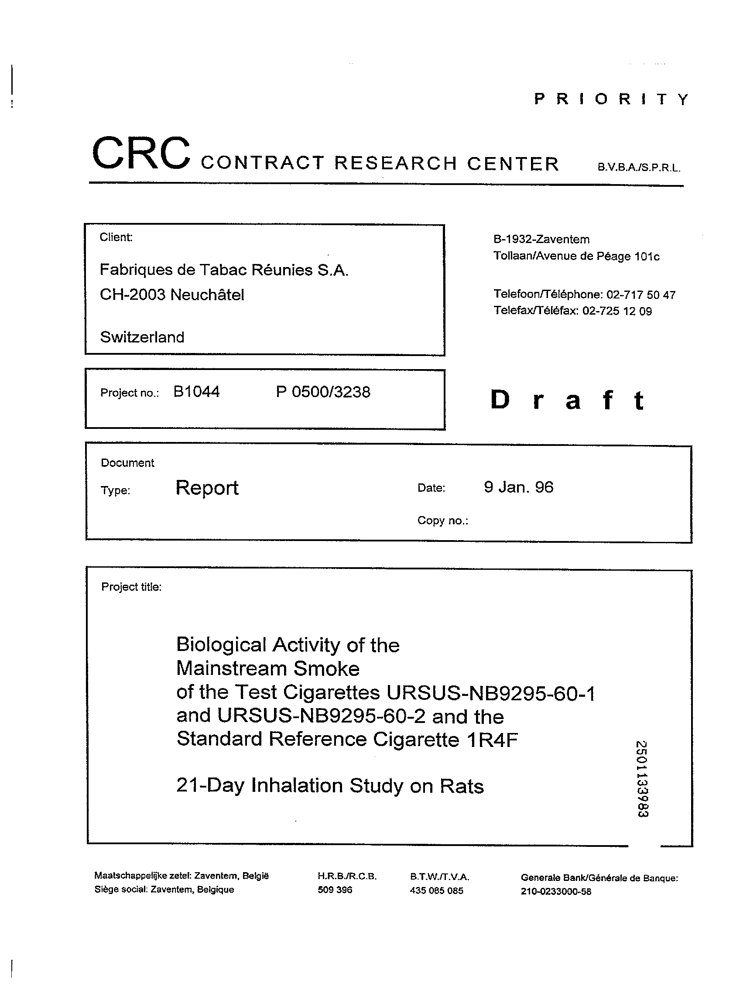 P R I O R I T Y
CRC CONTRACT RESEARCH CENTER B.V.B.A./S.P.R.L.
Client:
Fabriques de Tabac Réunies S.A.
CH-2003 Neuchâtel
Switzerland
B-1932-Zaventem
Tollaan/Avenue de Péage 101c
Telefoon/Téléphone: 02-717 50 47
Telefax/Téléfax: 02-725 12 09
Project no.: B1044 P 0500/3238
D r a f t
Document
Type: Report Date: 9 Jan. 96
Copy no.:
Project title:
Biological Activity of the
Mainstream Smoke
of the Test Cigarettes URSUS-NB9295-60-1
and URSUS-NB9295-60-2 and the
Standard Reference Cigarette 1R4F
21-Day Inhalation Study on Rats
2501133983
Maatschappelijke zetel: Zaventem, België H.R.B./R.C.B. B.T.W./T.V.A. Generale Bank/Générale de Banque:
Siège social: Zaventem, Belgique 509 396 435 085 085 210-0233000-58